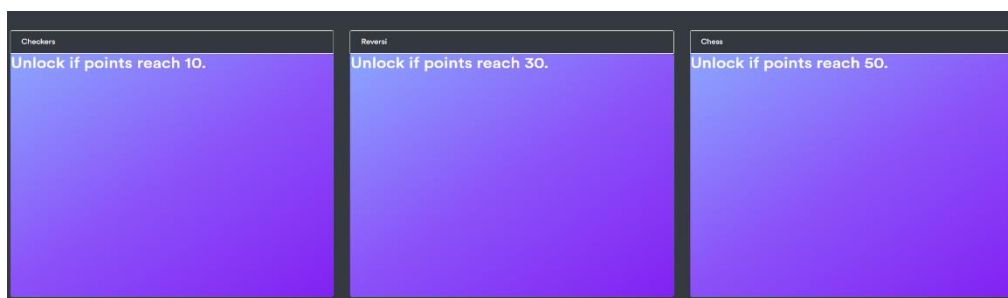 Checkers
Unlock if points reach 10.
Reversi
Unlock if points reach 30.
Chess
Unlock if points reach 50.